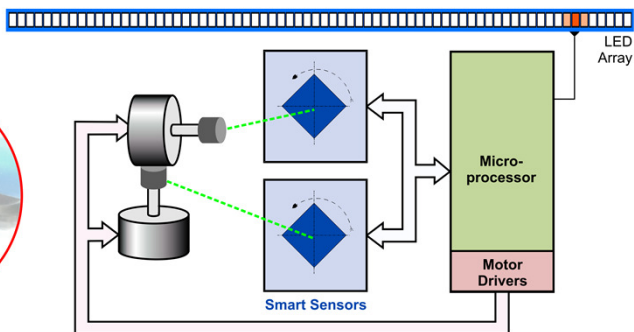 LED
Array
Micro-
processor
Motor
Drivers
Smart Sensors